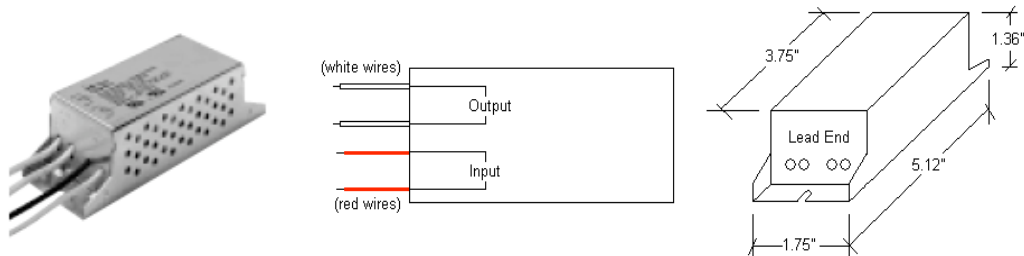 (white wires)
Output
Input
(red wires)
3.75"
1.36"
Lead End
5.12"
1.75"